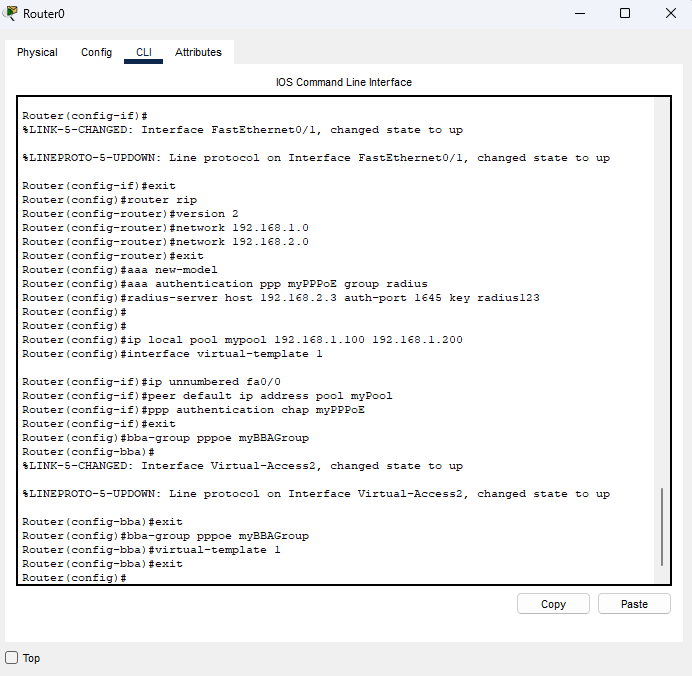 Router0
Physical Config CLI Attributes
IOS Command Line Interface
Router(config-if)#
%LINK-5-CHANGED: Interface FastEthernet0/1, changed state to up
%LINEPROTO-5-UPDOWN: Line protocol on Interface FastEthernet0/1, changed state to up
Router(config-if)#exit
Router(config)#router rip
Router(config-router)#version 2
Router(config-router)#network 192.168.1.0
Router(config-router)#network 192.168.2.0
Router(config-router)#exit
Router(config)#aaa new-model
Router(config)#aaa authentication ppp myPPPoE group radius
Router(config)#radius-server host 192.168.2.3 auth-port 1645 key radius123
Router(config)#
Router(config)#
Router(config)#ip local pool mypool 192.168.1.100 192.168.1.200
Router(config)#interface virtual-template 1
Router(config-if)#ip unnumbered fa0/0
Router(config-if)#peer default ip address pool myPool
Router(config-if)#ppp authentication chap myPPPoE
Router(config-if)#exit
Router(config)#bba-group pppoe myBBAGroup
Router(config-bba)#
%LINK-5-CHANGED: Interface Virtual-Access2, changed state to up
%LINEPROTO-5-UPDOWN: Line protocol on Interface Virtual-Access2, changed state to up
Router(config-bba)#exit
Router(config)#bba-group pppoe myBBAGroup
Router(config-bba)#virtual-template 1
Router(config-bba)#exit
Router(config)#
Copy Paste
Top